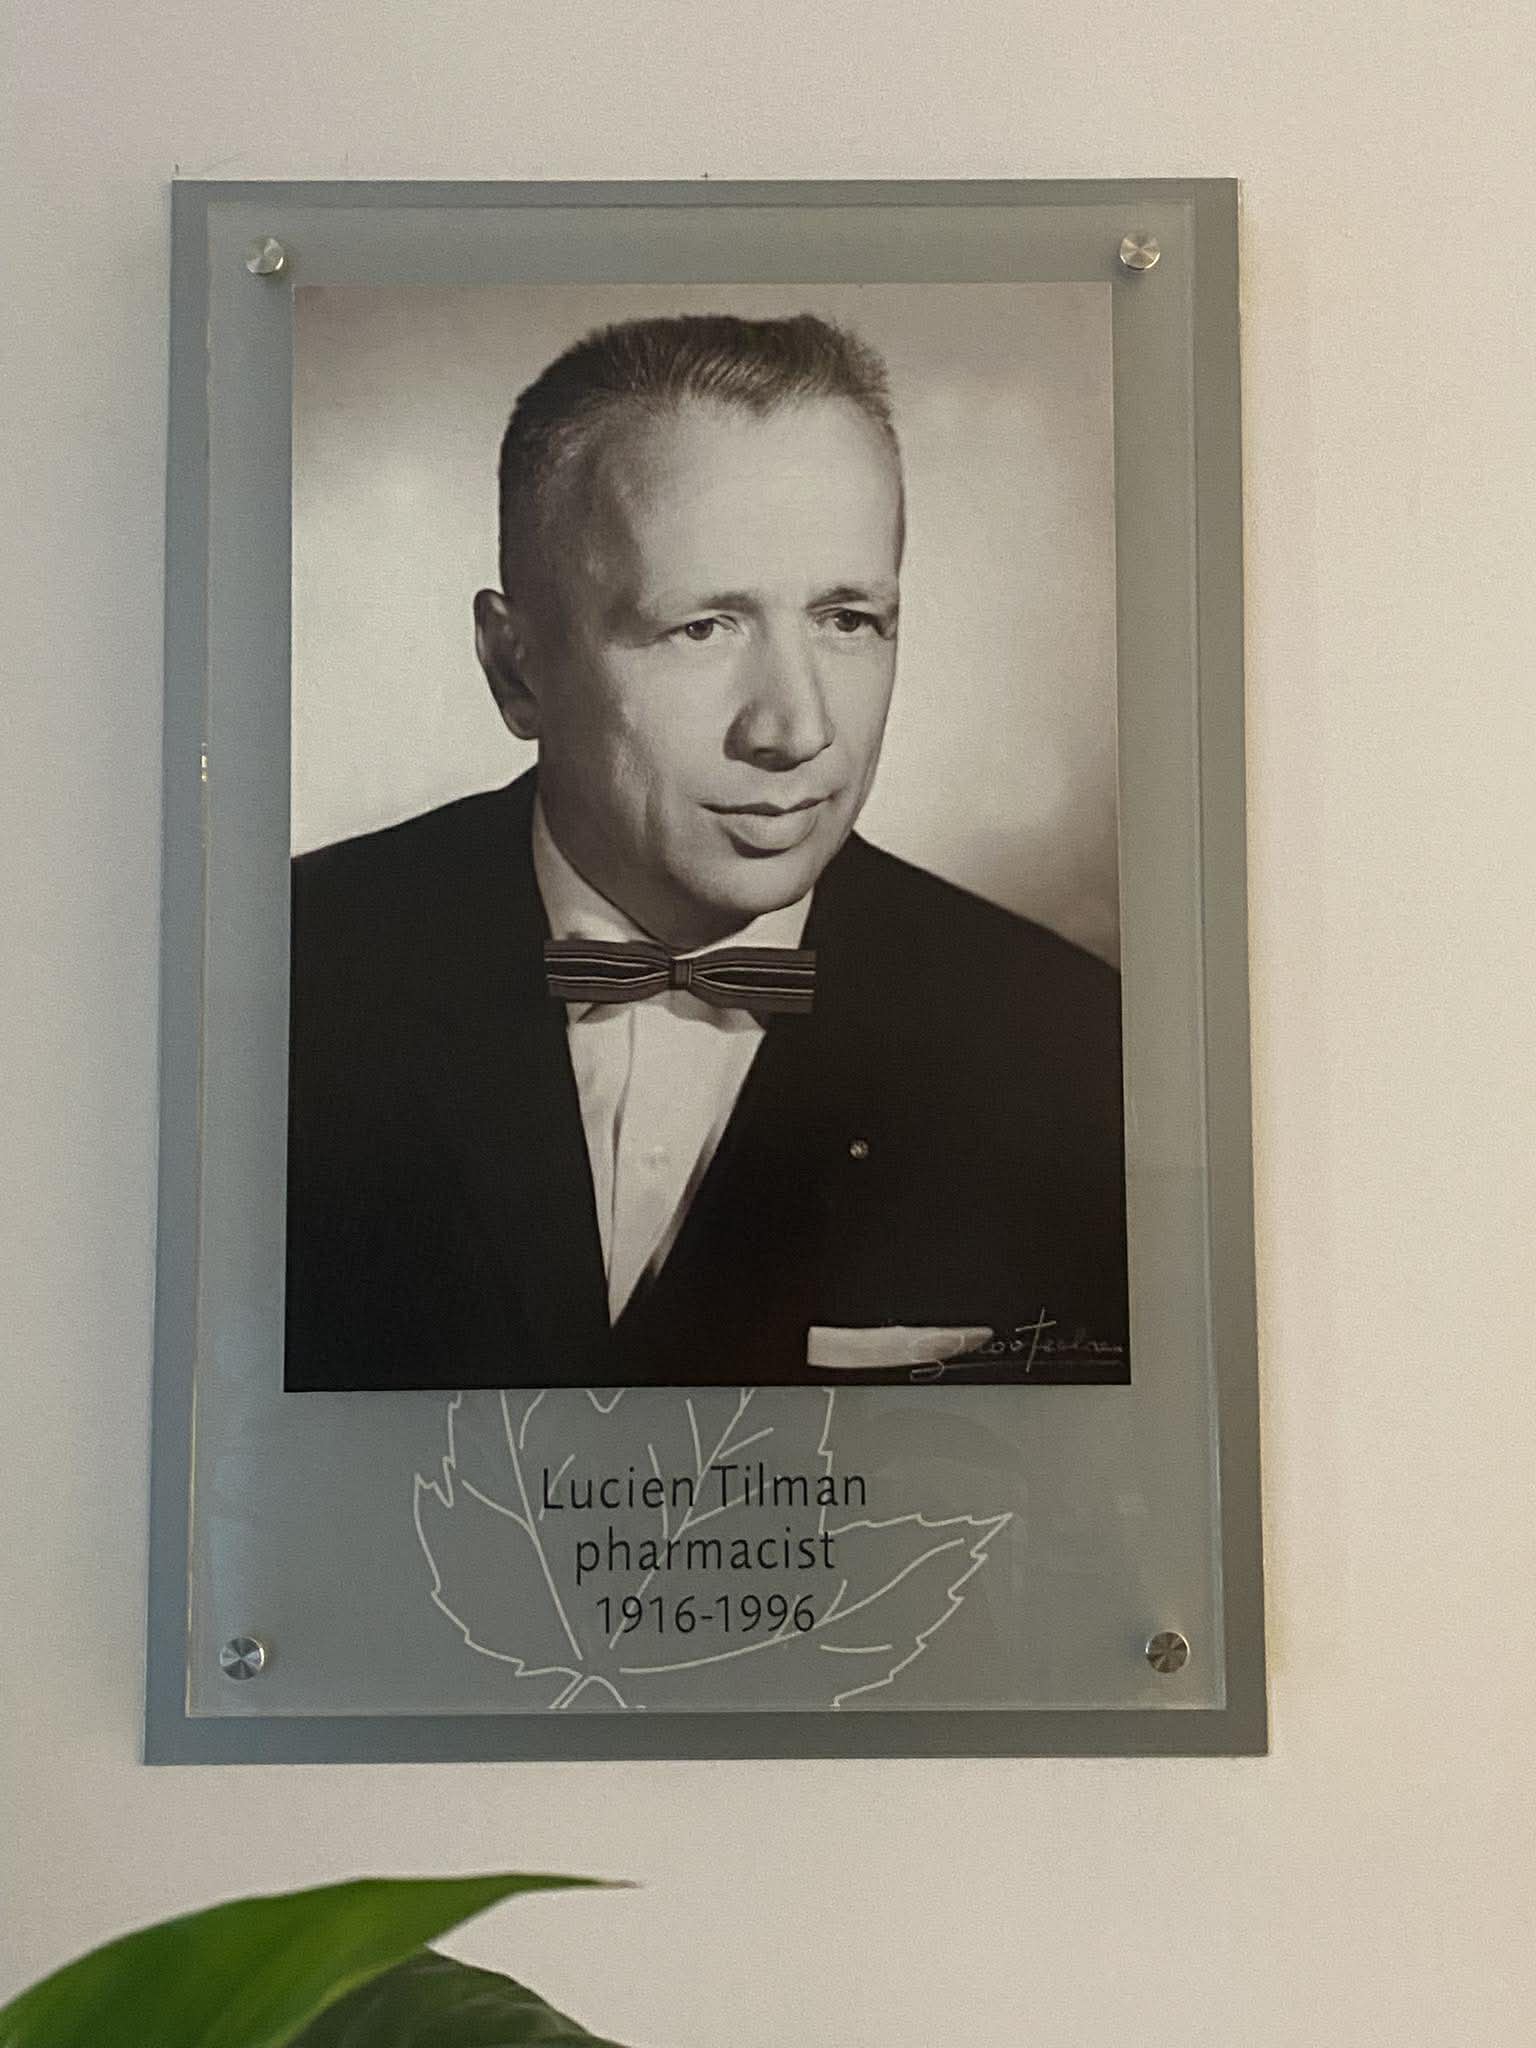 Lucien Tilman
pharmacist
1916-1996